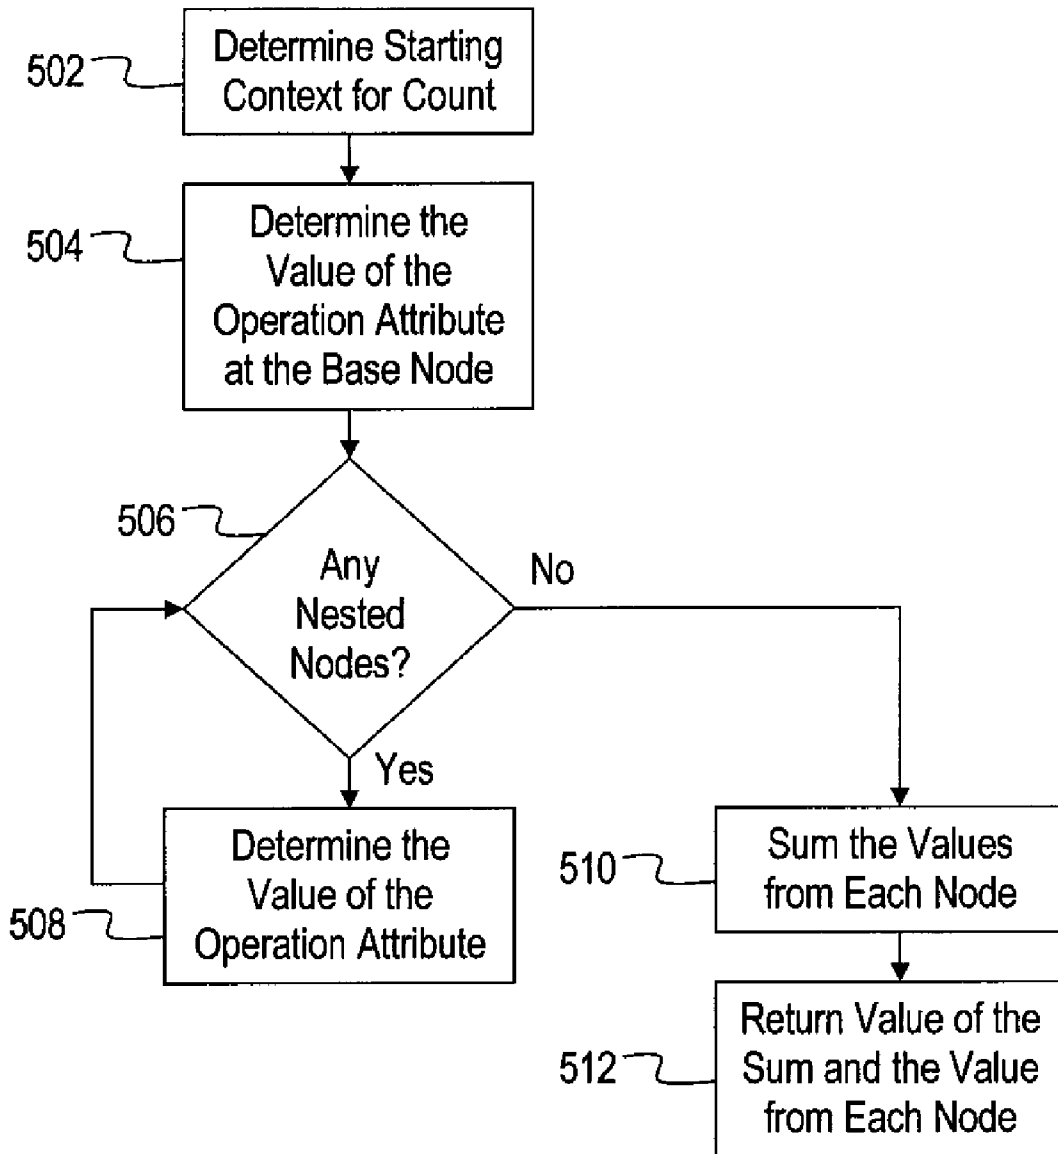 502
Determine Starting
Context for Count
504
Determine the
Value of the
Operation Attribute
at the Base Node
506
Any
Nested
Nodes?
No
Yes
508
Determine the
Value of the
Operation Attribute
510
Sum the Values
from Each Node
512
Return Value of the
Sum and the Value
from Each Node